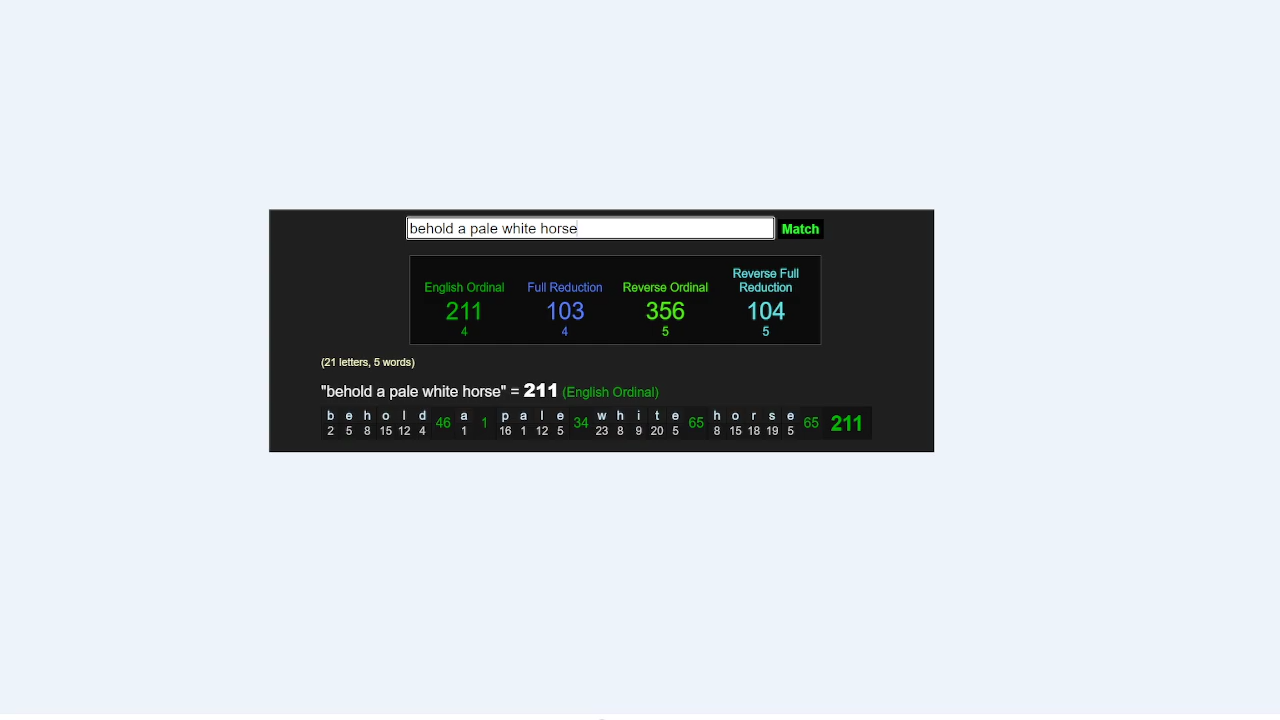 behold a pale white horse Match
English Ordinal Full Reduction Reverse Ordinal Reverse Full Reduction
211 103 356 104
4 4 5 5
(21 letters, 5 words)
"behold a pale white horse" = 211 (English Ordinal)
b e h o l d 46 a 1 p a l e 34 w h i t e 65 h o r s e 65 211
2 5 8 15 12 4 1 16 1 12 5 23 8 9 20 5 8 15 18 19 5